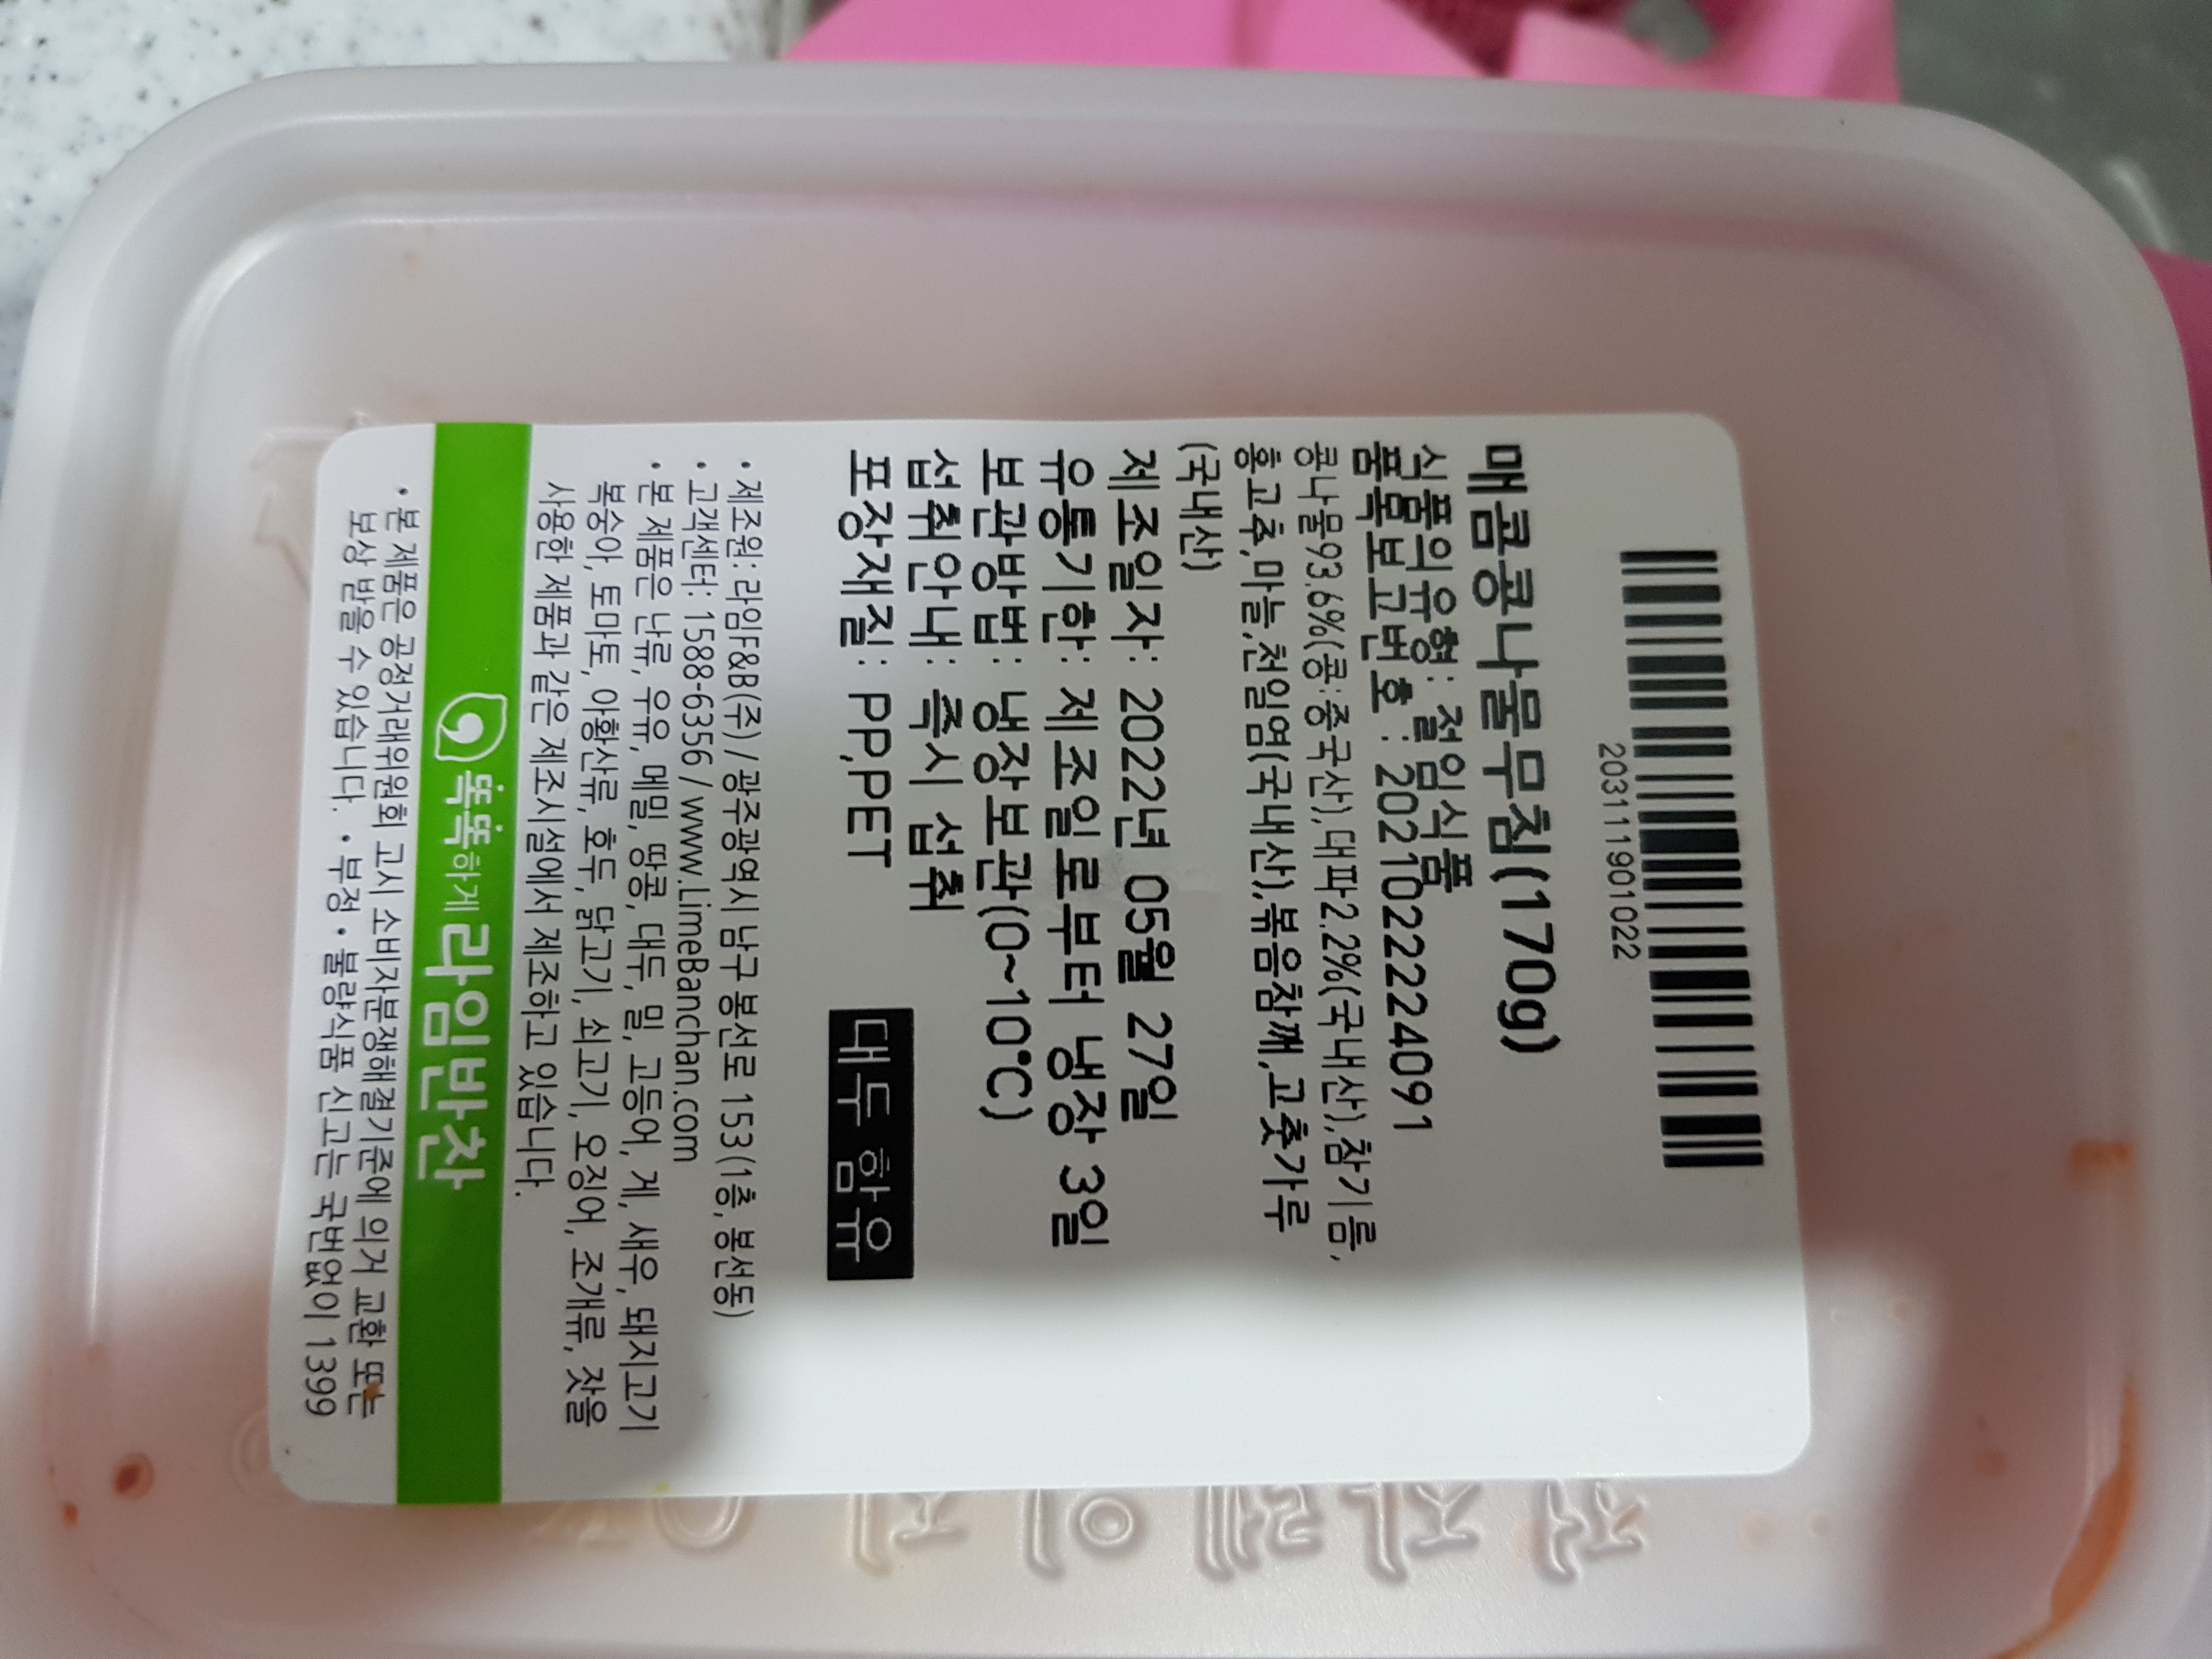 203111901022
매콤콩나물무침(170g)
식품의유형: 절임식품
품목보고번호: 20210222224091
콩나물93.6%(콩:중국산),대파2.2%(국내산),참기름,
홍고추,마늘,천일염(국내산),볶음참깨,고춧가루
(국내산)
제조일자: 2022년 05월 27일
유통기한: 제조일로부터 냉장 3일
보관방법: 냉장보관(0~10°C)
섭취안내: 즉시 섭취
포장재질: PP,PET
대두 함유
· 제조원: 라임F&B(주) / 광주광역시 남구 봉선로 153(1층, 봉선동)
· 고객센터: 1588-6356 / www.LimeBanchan.com
· 본 제품은 난류, 우유, 메밀, 땅콩, 대두, 밀, 고등어, 게, 새우, 돼지고기
복숭아, 토마토, 아황산류, 호두, 닭고기, 쇠고기, 오징어, 조개류, 잣을
사용한 제품과 같은 제조시설에서 제조하고 있습니다.
똑똑하게 라임반찬
· 본 제품은 공정거래위원회 고시 소비자분쟁해결기준에 의거 교환 또는
보상 받을 수 있습니다. · 부정 · 불량식품 신고는 국번없이 1399
전자레인지